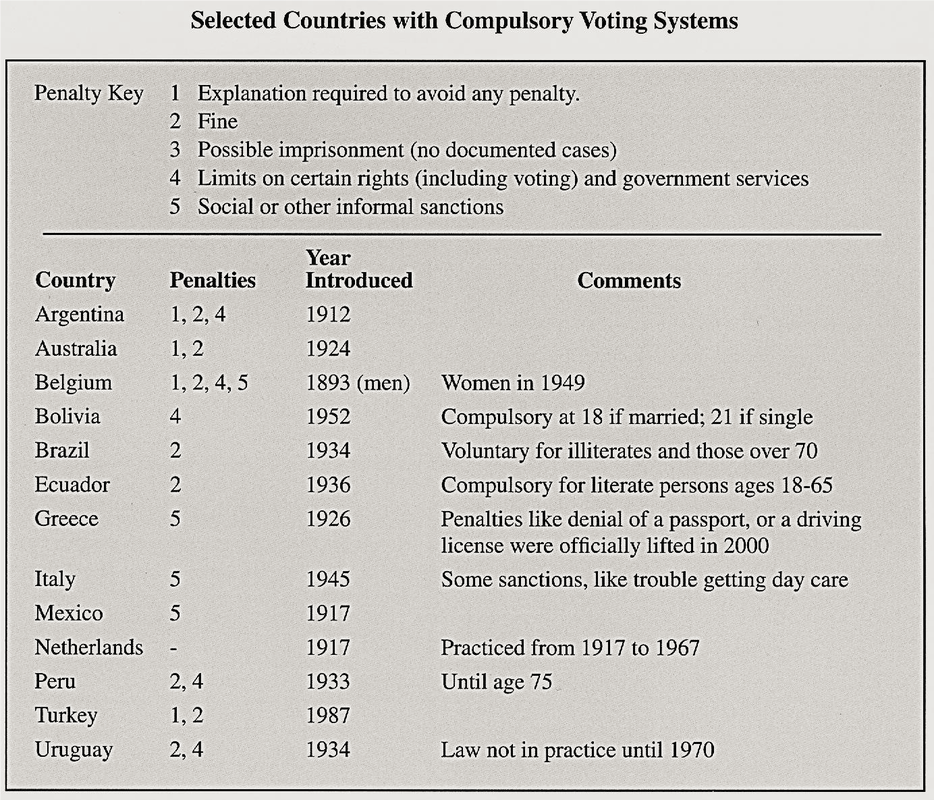 Selected Countries with Compulsory Voting Systems
Penalty Key 1 Explanation required to avoid any penalty.
2 Fine
3 Possible imprisonment (no documented cases)
4 Limits on certain rights (including voting) and government services
5 Social or other informal sanctions
Year
Country Penalties Introduced Comments
Argentina 1, 2, 4 1912
Australia 1, 2 1924
Belgium 1, 2, 4, 5 1893 (men) Women in 1949
Bolivia 4 1952 Compulsory at 18 if married; 21 if single
Brazil 2 1934 Voluntary for illiterates and those over 70
Ecuador 2 1936 Compulsory for literate persons ages 18-65
Greece 5 1926 Penalties like denial of a passport, or a driving
license were officially lifted in 2000
Italy 5 1945 Some sanctions, like trouble getting day care
Mexico 5 1917
Netherlands - 1917 Practiced from 1917 to 1967
Peru 2, 4 1933 Until age 75
Turkey 1, 2 1987
Uruguay 2, 4 1934 Law not in practice until 1970